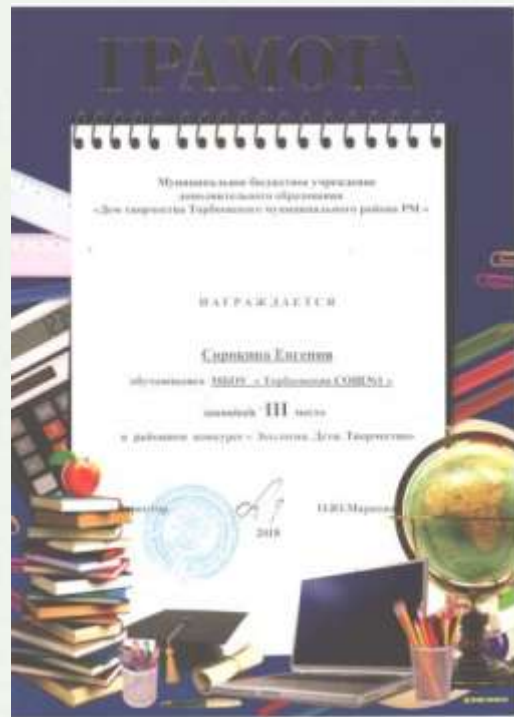 ГРАМОТА
Муниципальное бюджетное учреждение
дополнительного образования
«Дом творчества Торбеевского муниципального района РМ»
НАГРАЖДАЕТСЯ
Сорокина Евгения
обучающаяся МБОУ «Торбеевская СОШ№1»
III место
в районном конкурсе «Экология. Дети. Творчество»
Директор
2018